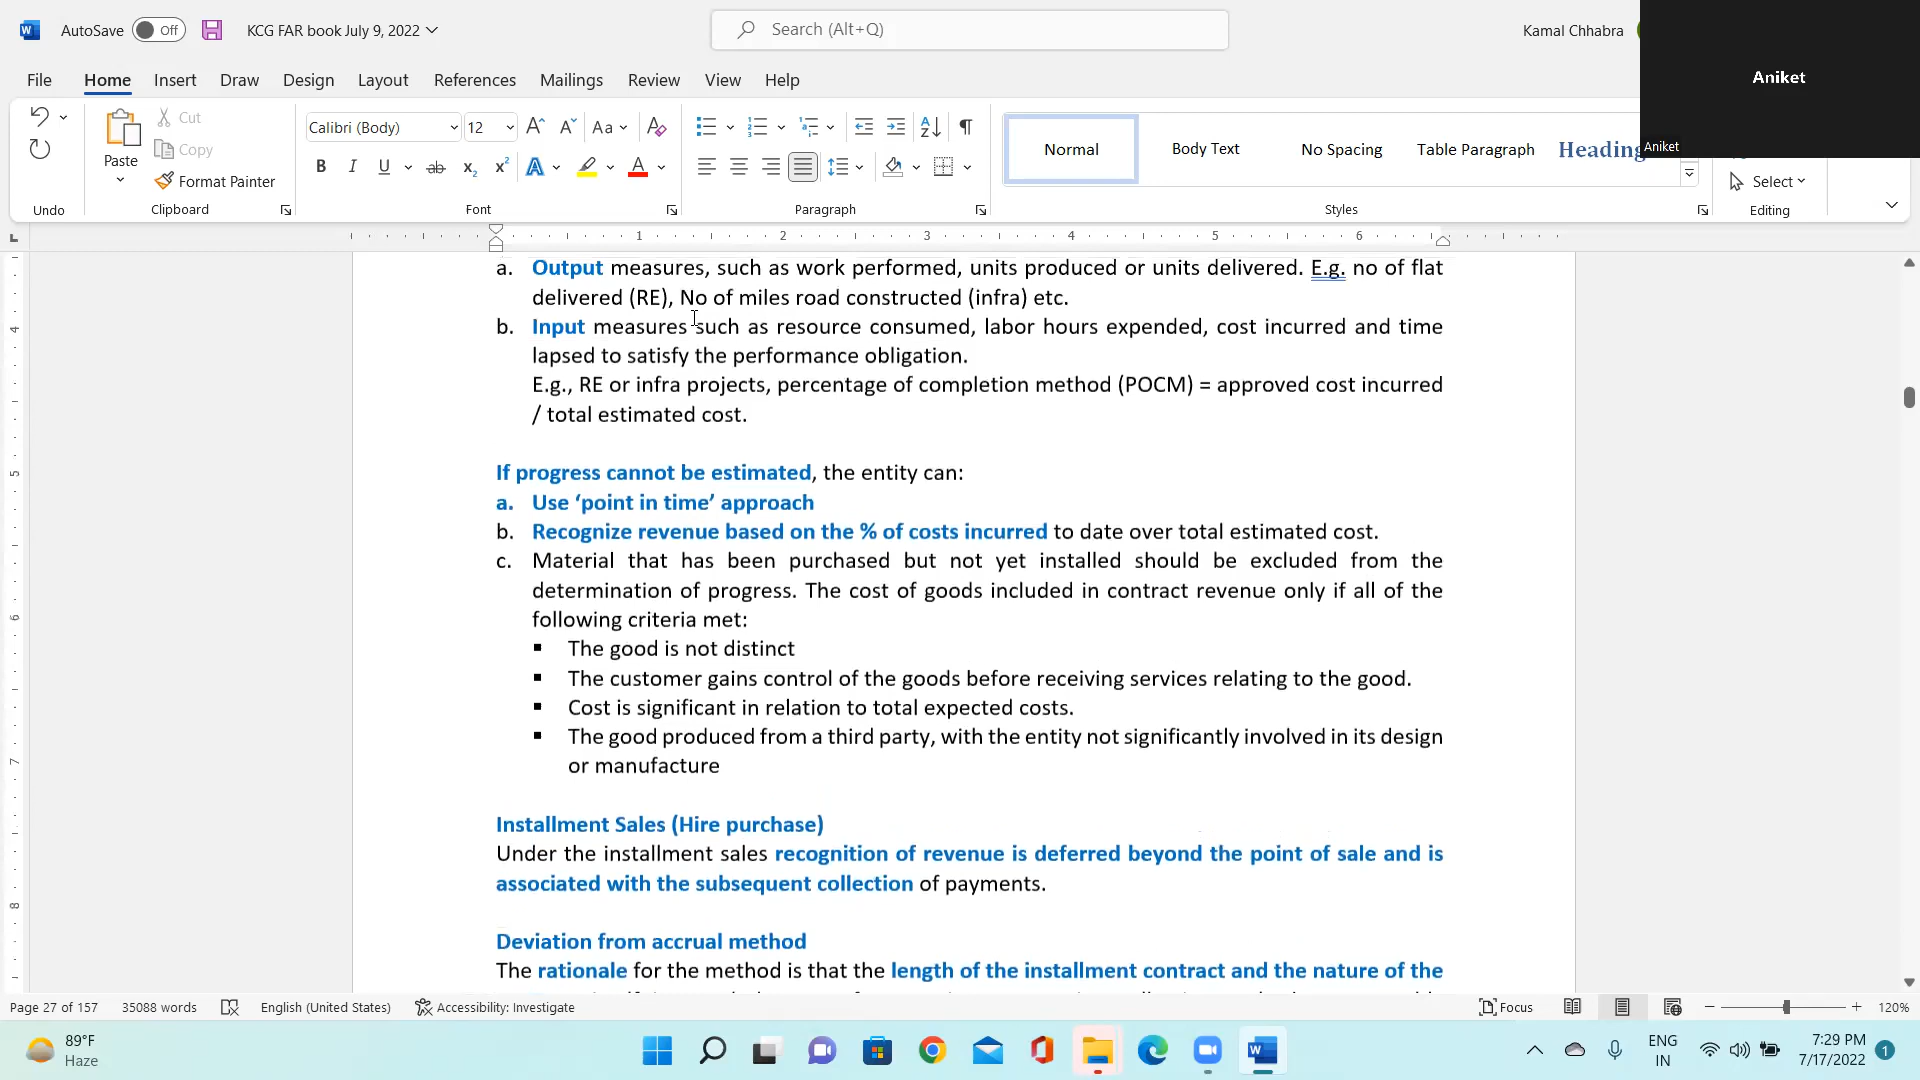 AutoSave Off KCG FAR book July 9, 2022 Search (Alt+Q) Kamal Chhabra
Aniket
File Home Insert Draw Design Layout References Mailings Review View Help
Aniket
Paste
Cut
Copy
Format Painter
Calibri (Body) 12
Normal Body Text No Spacing Table Paragraph Heading
Select
Undo Clipboard Font Paragraph Styles Editing
1 2 3 4 5 6
a. Output measures, such as work performed, units produced or units delivered. E.g. no of flat
delivered (RE), No of miles road constructed (infra) etc.
b. Input measures such as resource consumed, labor hours expended, cost incurred and time
lapsed to satisfy the performance obligation.
E.g., RE or infra projects, percentage of completion method (POCM) = approved cost incurred
/ total estimated cost.
If progress cannot be estimated, the entity can:
a. Use ‘point in time’ approach
b. Recognize revenue based on the % of costs incurred to date over total estimated cost.
c. Material that has been purchased but not yet installed should be excluded from the
determination of progress. The cost of goods included in contract revenue only if all of the
following criteria met:
▪ The good is not distinct
▪ The customer gains control of the goods before receiving services relating to the good.
▪ Cost is significant in relation to total expected costs.
▪ The good produced from a third party, with the entity not significantly involved in its design
or manufacture
Installment Sales (Hire purchase)
Under the installment sales recognition of revenue is deferred beyond the point of sale and is
associated with the subsequent collection of payments.
Deviation from accrual method
The rationale for the method is that the length of the installment contract and the nature of the
Page 27 of 157 35088 words English (United States) Accessibility: Investigate Focus 120%
89°F
Haze
ENG
IN
7:29 PM
7/17/2022
1